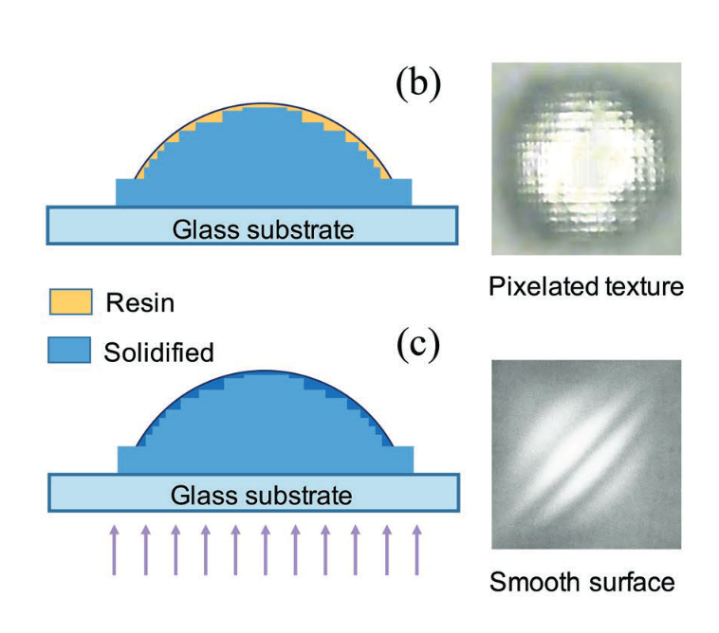 (b)
Glass substrate
Pixelated texture
Resin
Solidified
(c)
Glass substrate
Smooth surface